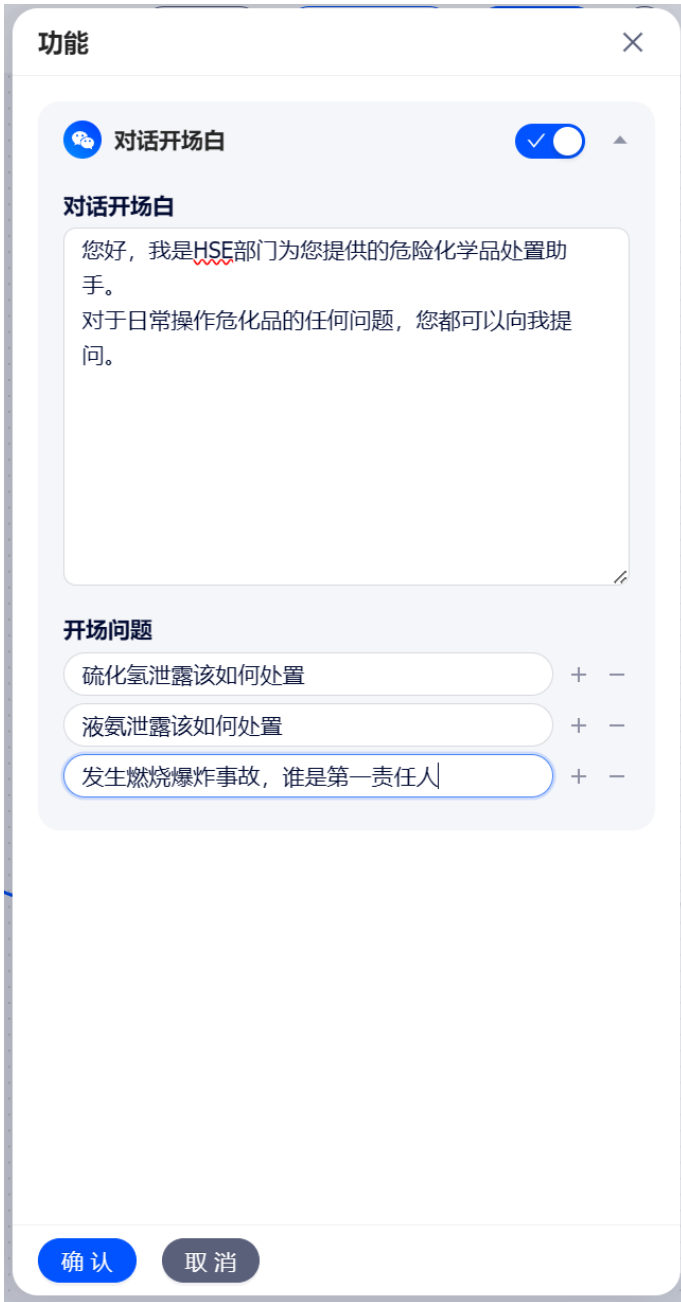 功能
对话开场白
对话开场白
您好，我是HSE部门为您提供的危险化学品处置助
手。
对于日常操作危化品的任何问题，您都可以向我提
问。
开场问题
硫化氢泄露该如何处置
液氨泄露该如何处置
发生燃烧爆炸事故，谁是第一责任人
确认 取消